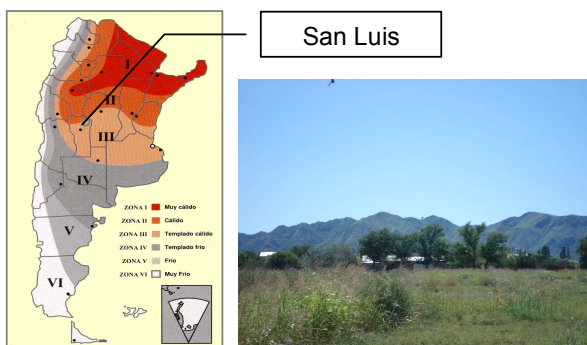 San Luis
I
II
III
IV
V
VI
ZONA I Muy cálido
ZONA II Cálido
ZONA III Templado cálido
ZONA IV Templado frío
ZONA V Frío
ZONA VI Muy Frío